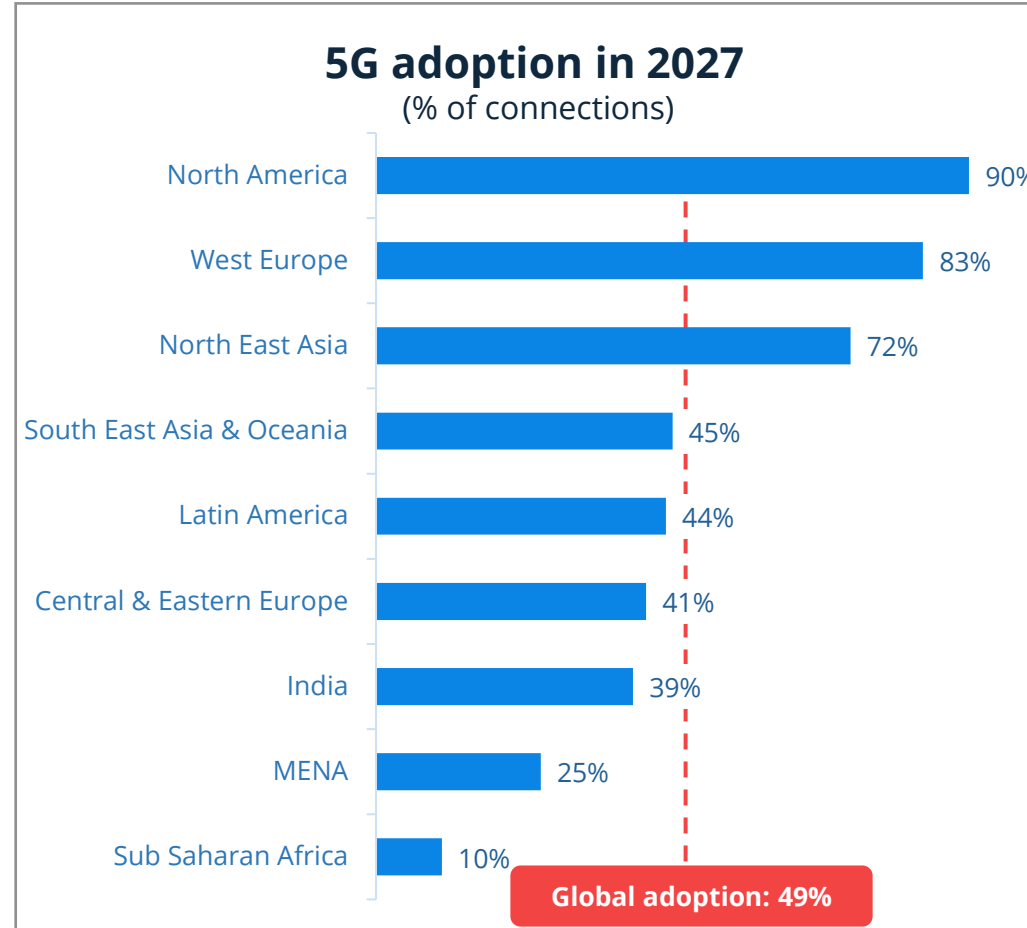 5G adoption in 2027
(% of connections)
North America 90%
West Europe 83%
North East Asia 72%
South East Asia & Oceania 45%
Latin America 44%
Central & Eastern Europe 41%
India 39%
MENA 25%
Sub Saharan Africa 10%
Global adoption: 49%